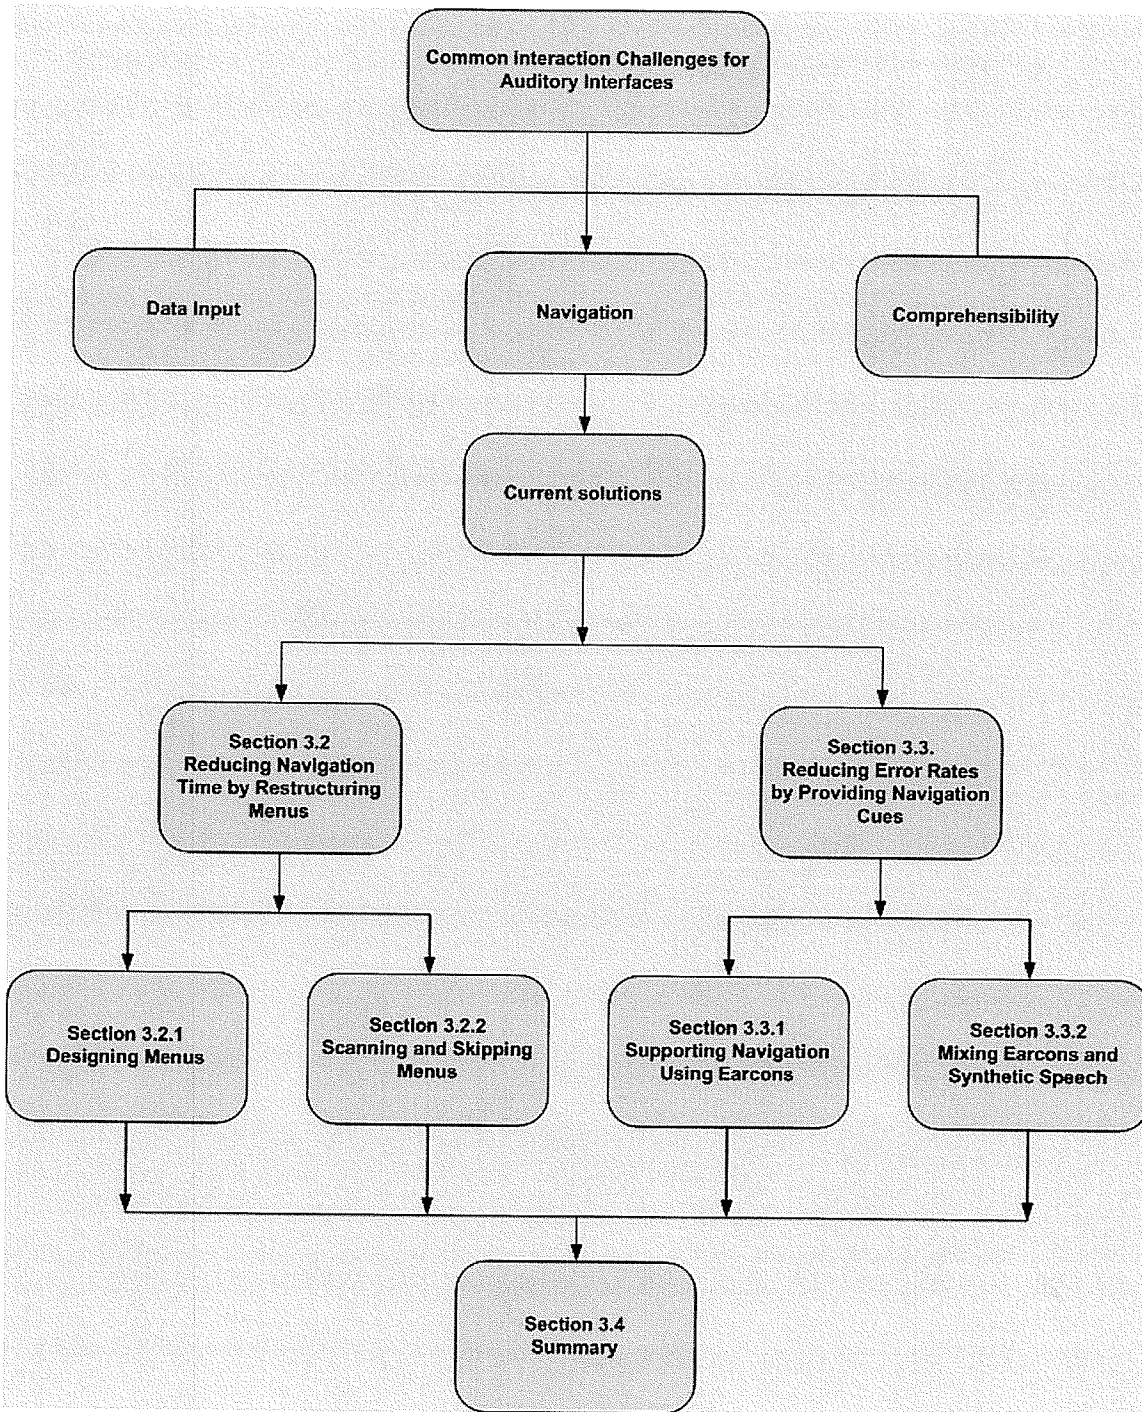 Common Interaction Challenges for
Auditory Interfaces
Data Input
Navigation
Comprehensibility
Current solutions
Section 3.2
Reducing Navigation
Time by Restructuring
Menus
Section 3.3.
Reducing Error Rates
by Providing Navigation
Cues
Section 3.2.1
Designing Menus
Section 3.2.2
Scanning and Skipping
Menus
Section 3.3.1
Supporting Navigation
Using Earcons
Section 3.3.2
Mixing Earcons and
Synthetic Speech
Section 3.4
Summary